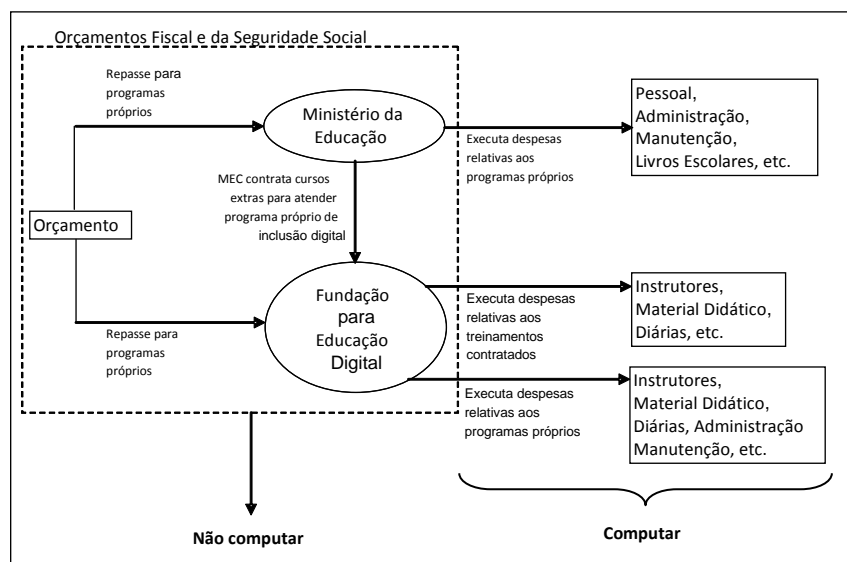 Orçamentos Fiscal e da Seguridade Social
Repasse para
programas
próprios
Ministério da
Educação
Executa despesas
relativas aos
programas próprios
Pessoal,
Administração,
Manutenção,
Livros Escolares, etc.
MEC contrata cursos
extras para atender
programa próprio de
inclusão digital
Orçamento
Repasse para
programas
próprios
Fundação
para
Educação
Digital
Executa despesas
relativas aos
treinamentos
contratados
Instrutores,
Material Didático,
Diárias, etc.
Executa despesas
relativas aos
programas próprios
Instrutores,
Material Didático,
Diárias, Administração
Manutenção, etc.
Não computar
Computar